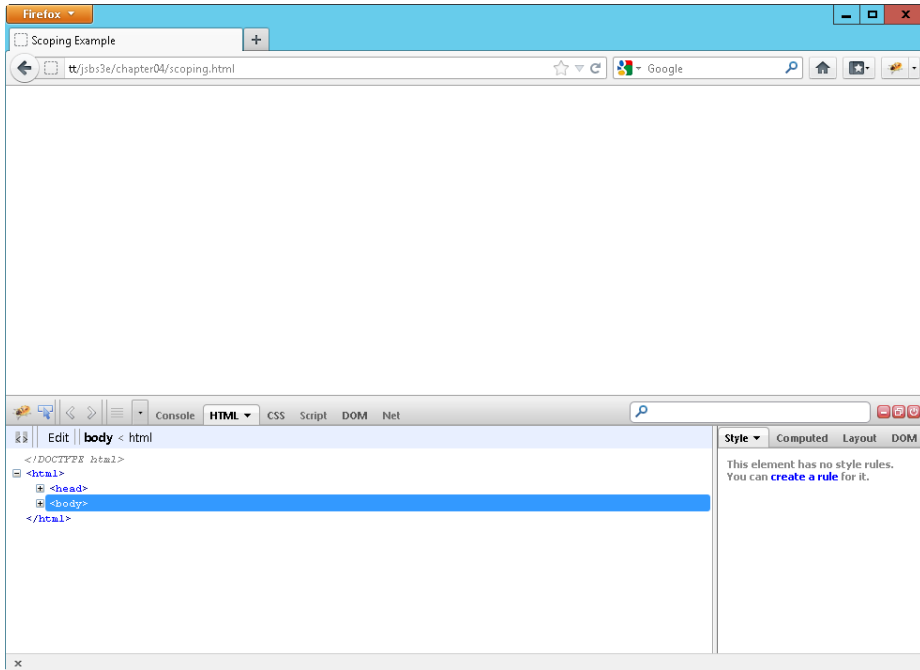 Firefox
Scoping Example
tt/jsbs3e/chapter04/scoping.html
Google
Console HTML CSS Script DOM Net
Edit body < html
Style Computed Layout DOM
<!DOCTYPE html>
<html>
<head>
<body>
</html>
This element has no style rules.
You can create a rule for it.